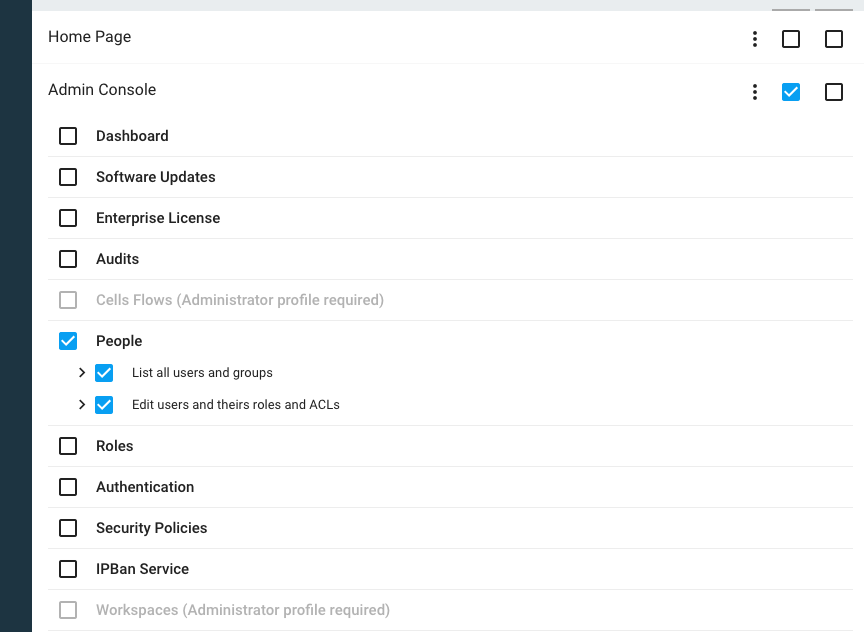 Home Page
Admin Console
Dashboard
Software Updates
Enterprise License
Audits
Cells Flows (Administrator profile required)
People
List all users and groups
Edit users and theirs roles and ACLs
Roles
Authentication
Security Policies
IPBan Service
Workspaces (Administrator profile required)